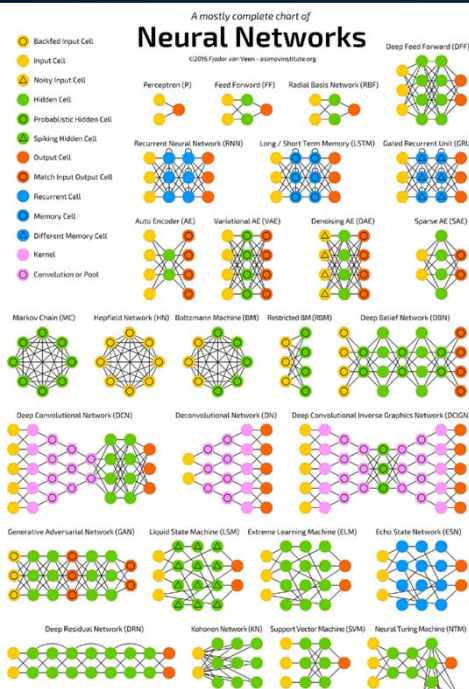 A mostly complete chart of
Neural Networks
©2016 Fjodor van Veen - asimovinstitute.org
Backfed Input Cell
Input Cell
Noisy Input Cell
Hidden Cell
Probablistic Hidden Cell
Spiking Hidden Cell
Output Cell
Match Input Output Cell
Recurrent Cell
Memory Cell
Different Memory Cell
Kernel
Convolution or Pool
Deep Feed Forward (DFF)
Perceptron (P)
Feed Forward (FF)
Radial Basis Network (RBF)
Recurrent Neural Network (RNN)
Long / Short Term Memory (LSTM)
Gated Recurrent Unit (GRU
Auto Encoder (AE)
Variational AE (VAE)
Denoising AE (DAE)
Sparse AE (SAE)
Markov Chain (MC)
Hopfield Network (HN)
Boltzmann Machine (BM)
Restricted BM (RBM)
Deep Belief Network (DBN)
Deep Convolutional Network (DCN)
Deconvolutional Network (DN)
Deep Convolutional Inverse Graphics Network (DCIGN)
Generative Adversarial Network (GAN)
Liquid State Machine (LSM)
Extreme Learning Machine (ELM)
Echo State Network (ESN)
Deep Residual Network (DRN)
Kohonen Network (KN)
Support Vector Machine (SVM)
Neural Turing Machine (NTM)